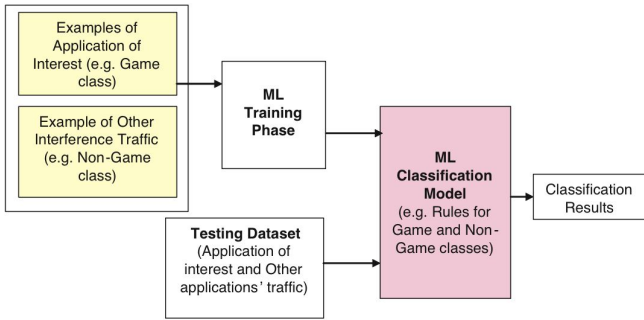 Examples of
Application of
Interest (e.g. Game
class)
Example of Other
Interference Traffic
(e.g. Non-Game
class)
ML
Training
Phase
Testing Dataset
(Application of
interest and Other
applications’ traffic)
ML
Classification
Model
(e.g. Rules for
Game and Non-
Game classes)
Classification
Results